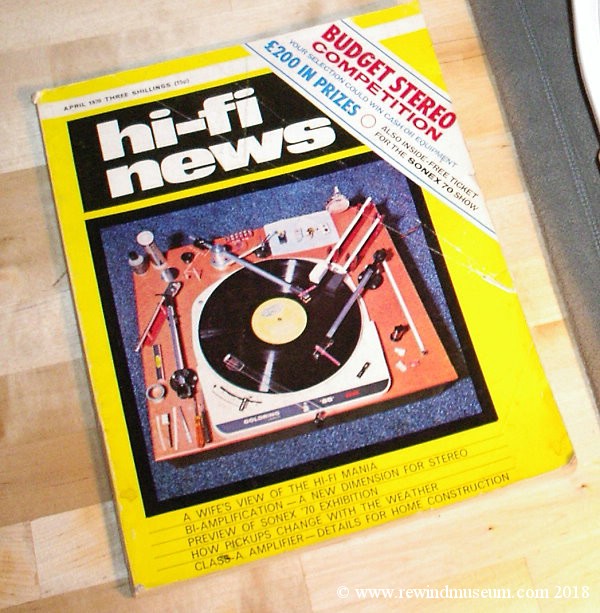 APRIL 1970 THREE SHILLINGS (15p)
hi-fi
news
BUDGET STEREO
COMPETITION
YOUR SELECTION COULD WIN CASH OR EQUIPMENT
£200 IN PRIZES
ALSO INSIDE-FREE TICKET
FOR THE SONEX 70 SHOW
GOLDRING
A WIFE'S VIEW OF THE HI-FI MANIA
BI-AMPLIFICATION—A NEW DIMENSION FOR STEREO
PREVIEW OF SONEX '70 EXHIBITION
HOW PICKUPS CHANGE WITH THE WEATHER
CLASS-A AMPLIFIER—DETAILS FOR HOME CONSTRUCTION
© www.rewindmuseum.com 2018